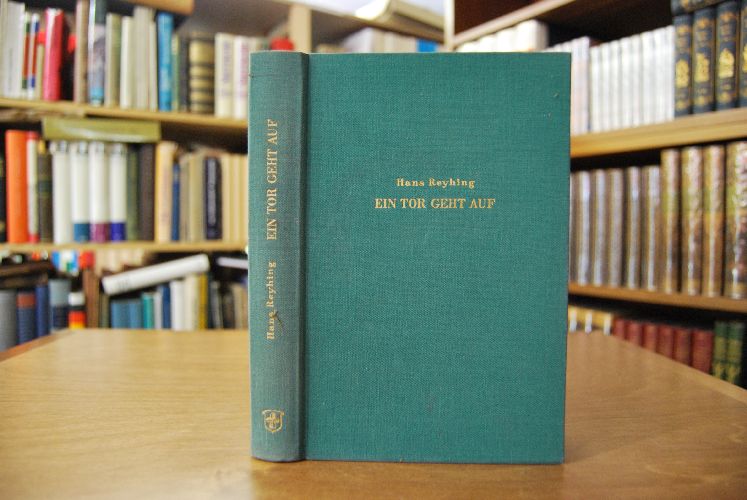 Hans Reyhing
EIN TOR GEHT AUF
Hans Reyhing EIN TOR GEHT AUF